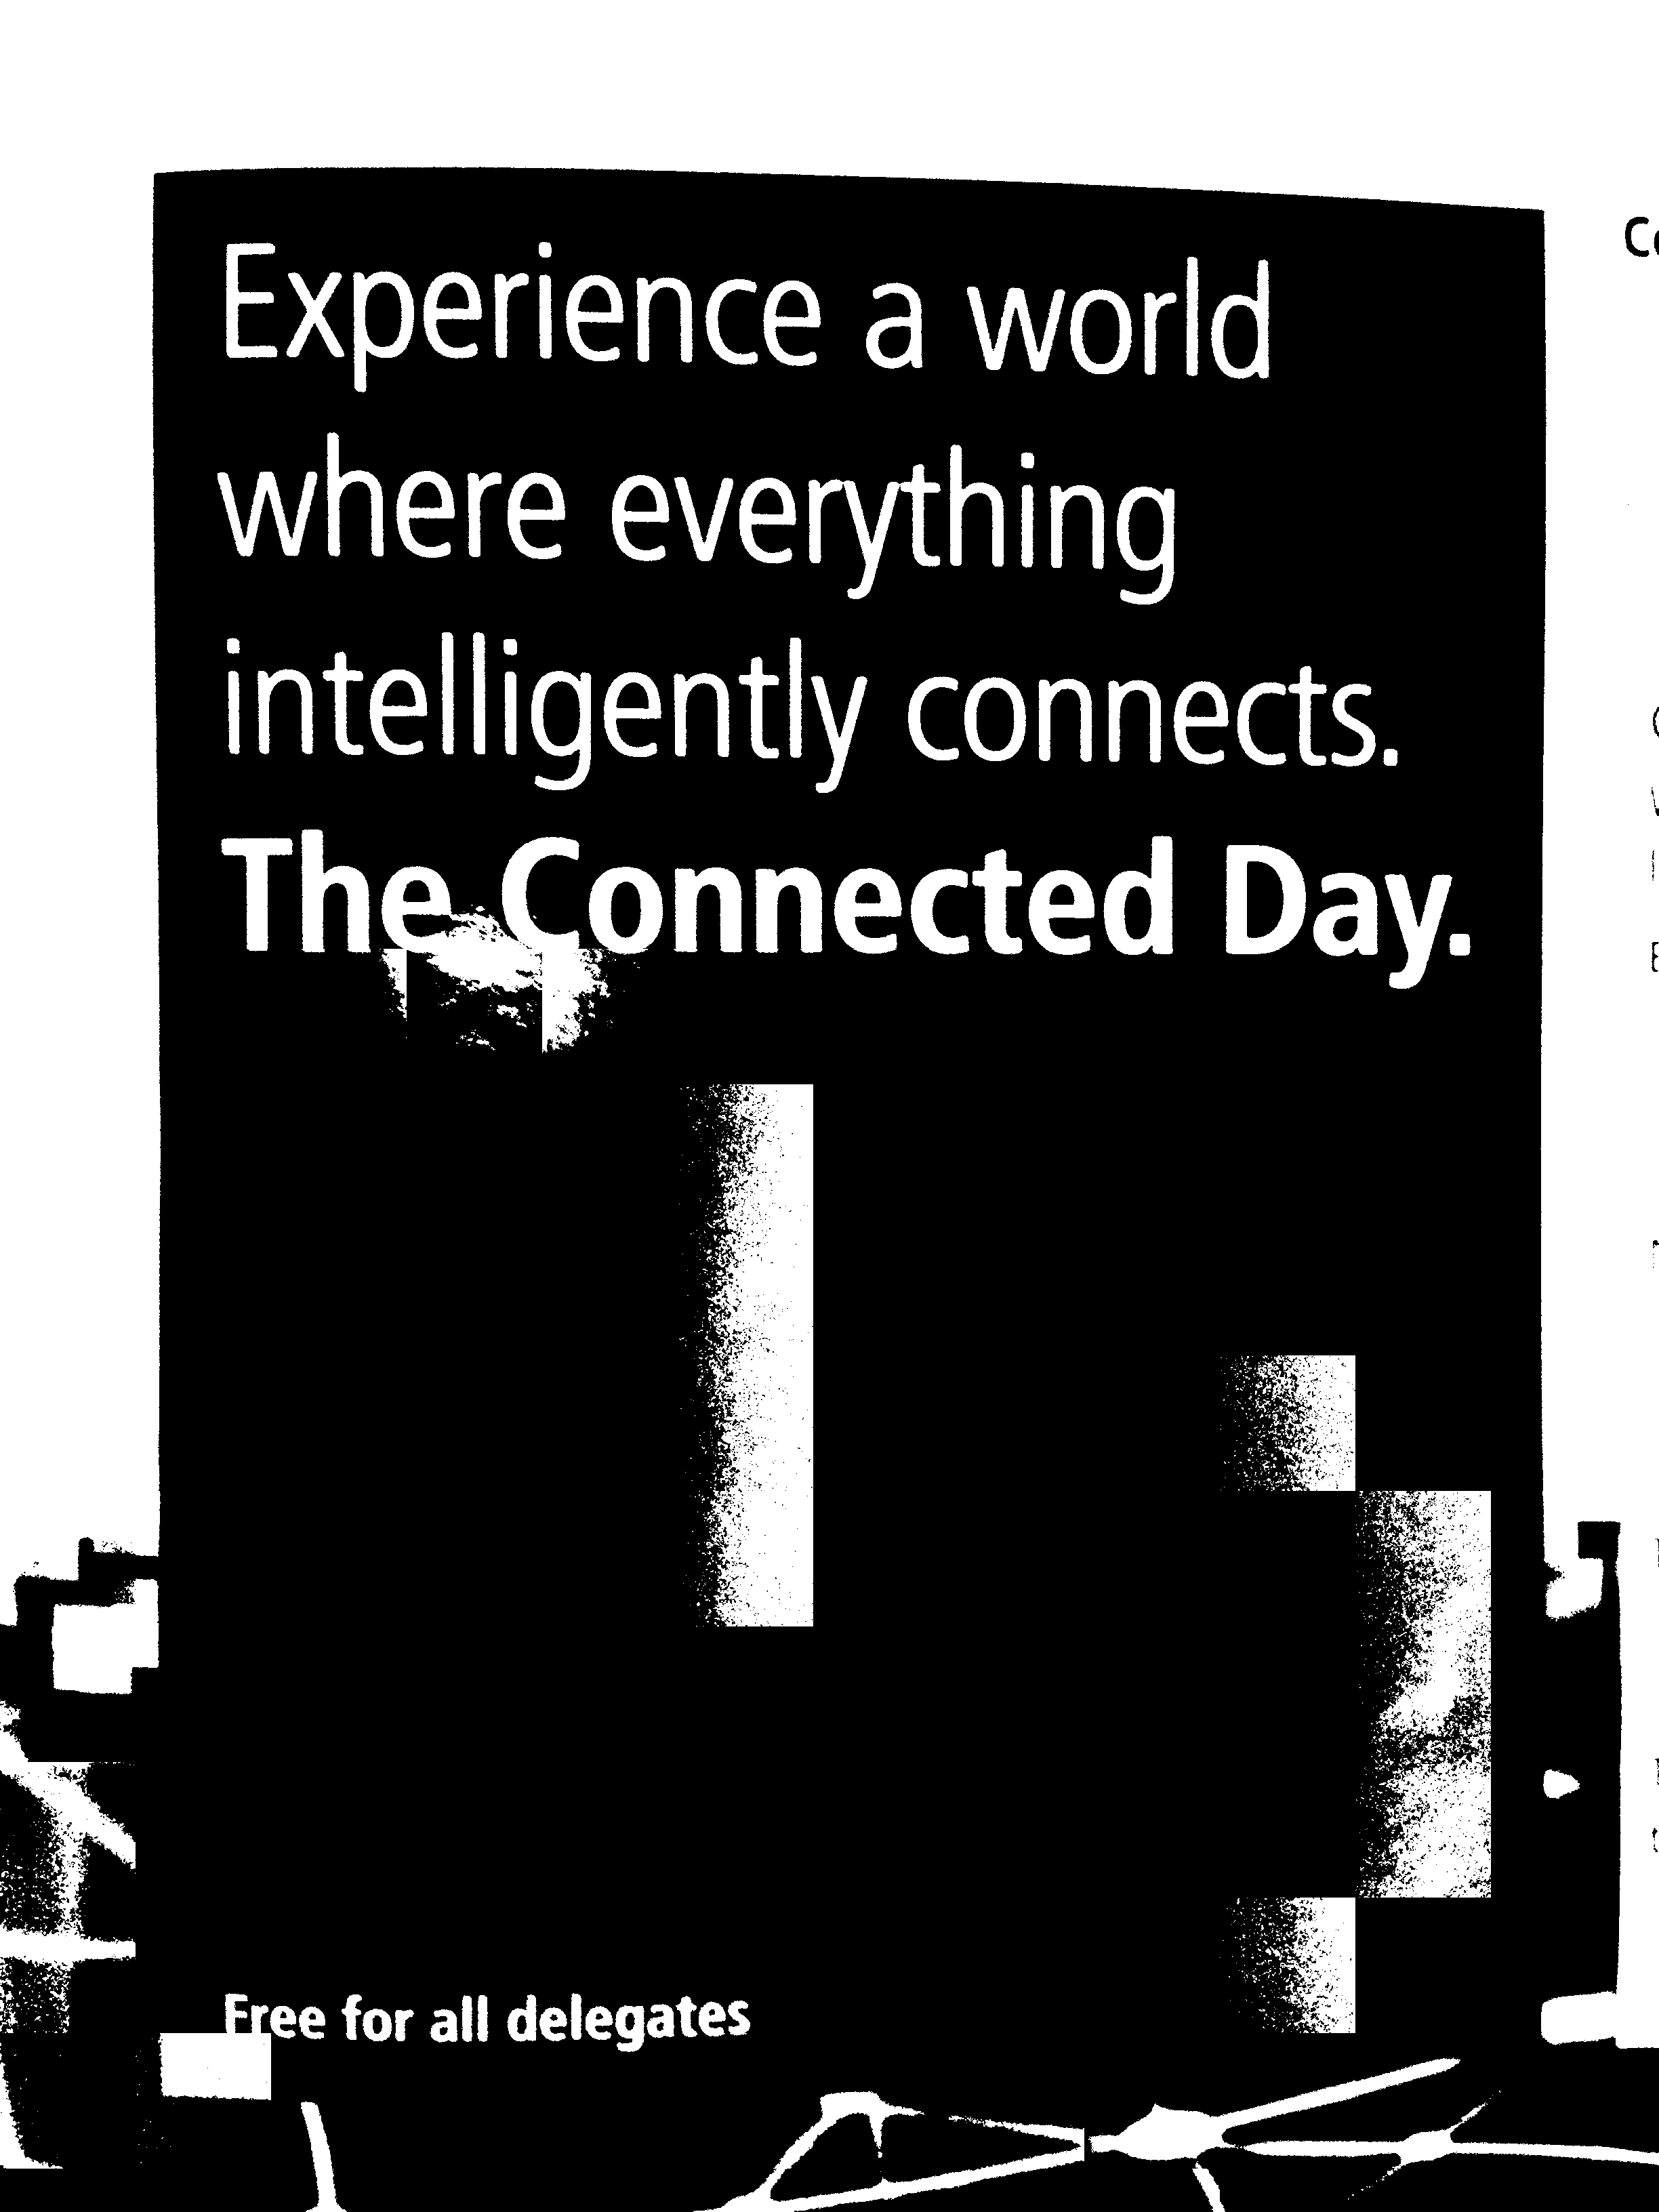 Experience a world
where everything
intelligently connects.
The Connected Day.
Free for all delegates